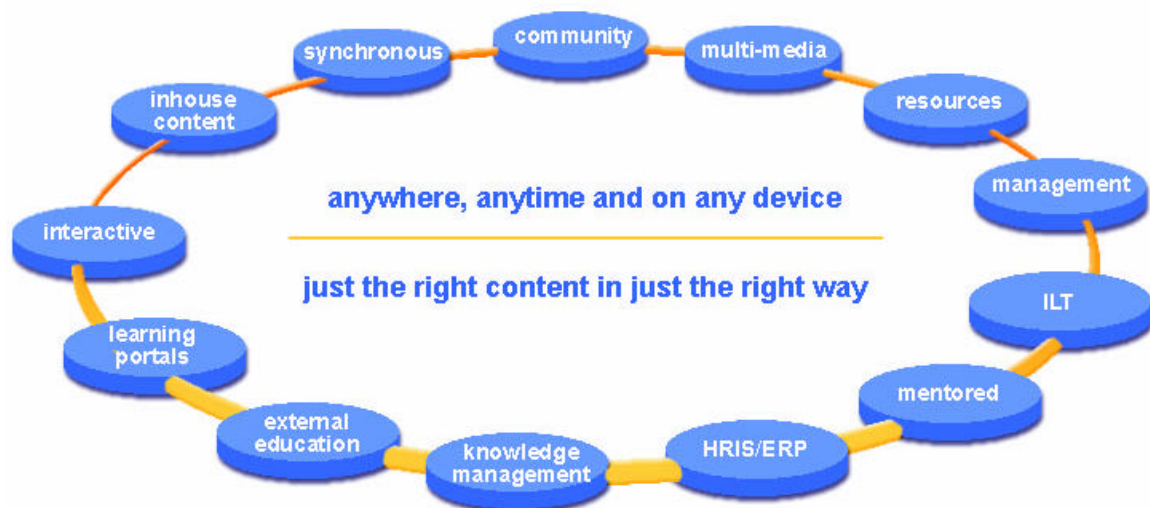 community
synchronous
multi-media
inhouse
content
resources
management
interactive
anywhere, anytime and on any device
just the right content in just the right way
ILT
learning
portals
mentored
external
education
knowledge
management
HRIS/ERP